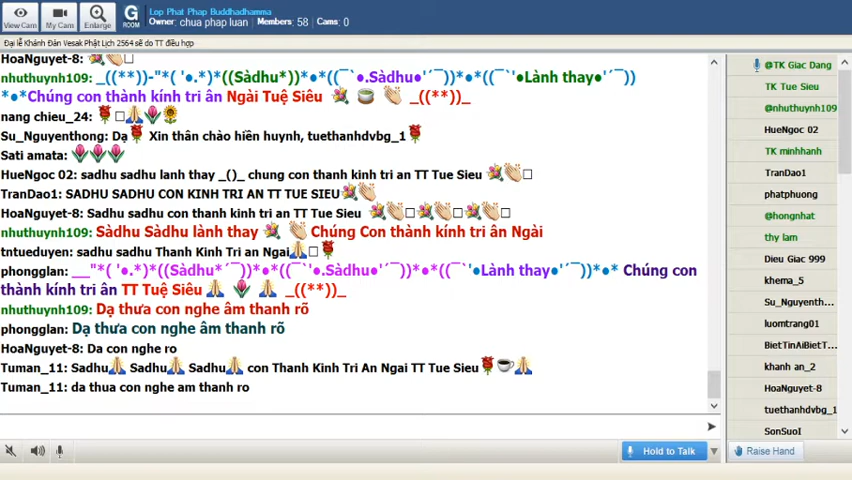 View Cam
My Cam
Enlarge
G
ROOM
Lop Phat Phap Buddhadhamma
Owner: chua phap luan Members: 58 Cams: 0
Đại lễ Khánh Đản Vesak Phật Lịch 2564 sẽ do TT điều hợp
HoaNguyet-8:
nhuthuynh109: _((**))-"*( '●.*)*((Sàdhu*))*●*((¯`●.Sàdhu●'´¯))*●*((¯`'●Lành thay●'´¯))
*●*Chúng con thành kính tri ân Ngài Tuệ Siêu _((**))_
nang chieu_24:
Su_Nguyenthong: Dạ Xin thân chào hiền huynh, tuethanhdvbg_1
Sati amata:
HueNgoc 02: sadhu sadhu lanh thay _()_ chung con thanh kinh tri an TT Tue Sieu
TranDao1: SADHU SADHU CON KINH TRI AN TT TUE SIEU
HoaNguyet-8: Sadhu sadhu con thanh kinh tri an TT Tue Sieu
nhuthuynh109: Sàdhu Sàdhu lành thay Chúng Con thành kính tri ân Ngài
tntueduyen: sadhu sadhu Thanh Kinh Tri an Ngai
phongglan: __"*( '●.*)*((Sàdhu*´¯))*●*((¯`'●.Sàdhu●'´¯))*●*((¯`'●Lành thay●'´¯))*●* Chúng con
thành kính tri ân TT Tuệ Siêu _((**))_
nhuthuynh109: Dạ thưa con nghe âm thanh rõ
phongglan: Dạ thưa con nghe âm thanh rõ
HoaNguyet-8: Da con nghe ro
Tuman_11: Sadhu Sadhu Sadhu con Thanh Kinh Tri An Ngai TT Tue Sieu
Tuman_11: da thua con nghe am thanh ro
@TK Giac Dang
TK Tue Sieu
@nhuthuynh109
HueNgoc 02
TK minhhanh
TranDao1
phatphuong
@hongnhat
thy lam
Dieu Giac 999
khema_5
Su_Nguyenth...
luomtrang01
BietTinAiBietT...
khanh an_2
HoaNguyet-8
tuethanhdvbg_1
SonSuoI
Hold to Talk
Raise Hand